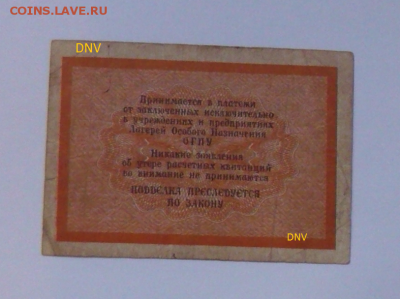 COINS.LAVE.RU
DNV
Принимается в платежи
от заключенных исключительно
в учреждениях и предприятиях
Лагерей Особого Назначения
ОГПУ
Никакие заявления
об утере расчетных квитанций
во внимание не принимаются
ПОДДЕЛКА ПРЕСЛЕДУЕТСЯ
ПО ЗАКОНУ
DNV